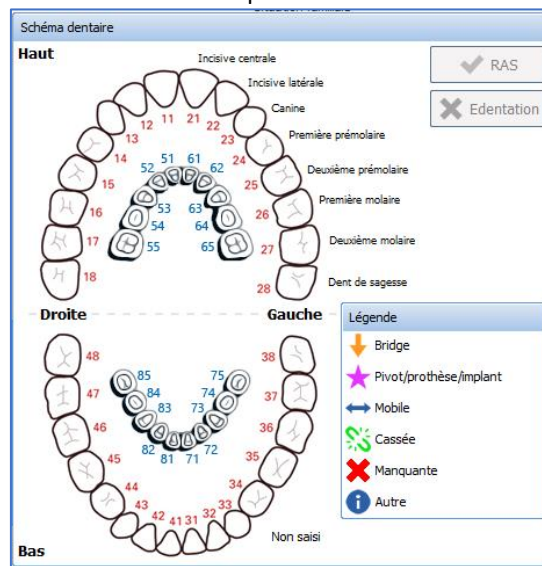 Schéma dentaire
Haut
RAS
Edentation
Incisive centrale
Incisive latérale
Canine
Première prémolaire
Deuxième prémolaire
Première molaire
Deuxième molaire
Dent de sagesse
18 17 16 15 14 13 12 11 21 22 23 24 25 26 27 28
55 54 53 52 51 61 62 63 64 65
Droite
Gauche
48 47 46 45 44 43 42 41 31 32 33 34 35 36 37 38
85 84 83 82 81 71 72 73 74 75
Non saisi
Bas
Légende
Bridge
Pivot/prothèse/implant
Mobile
Cassée
Manquante
Autre